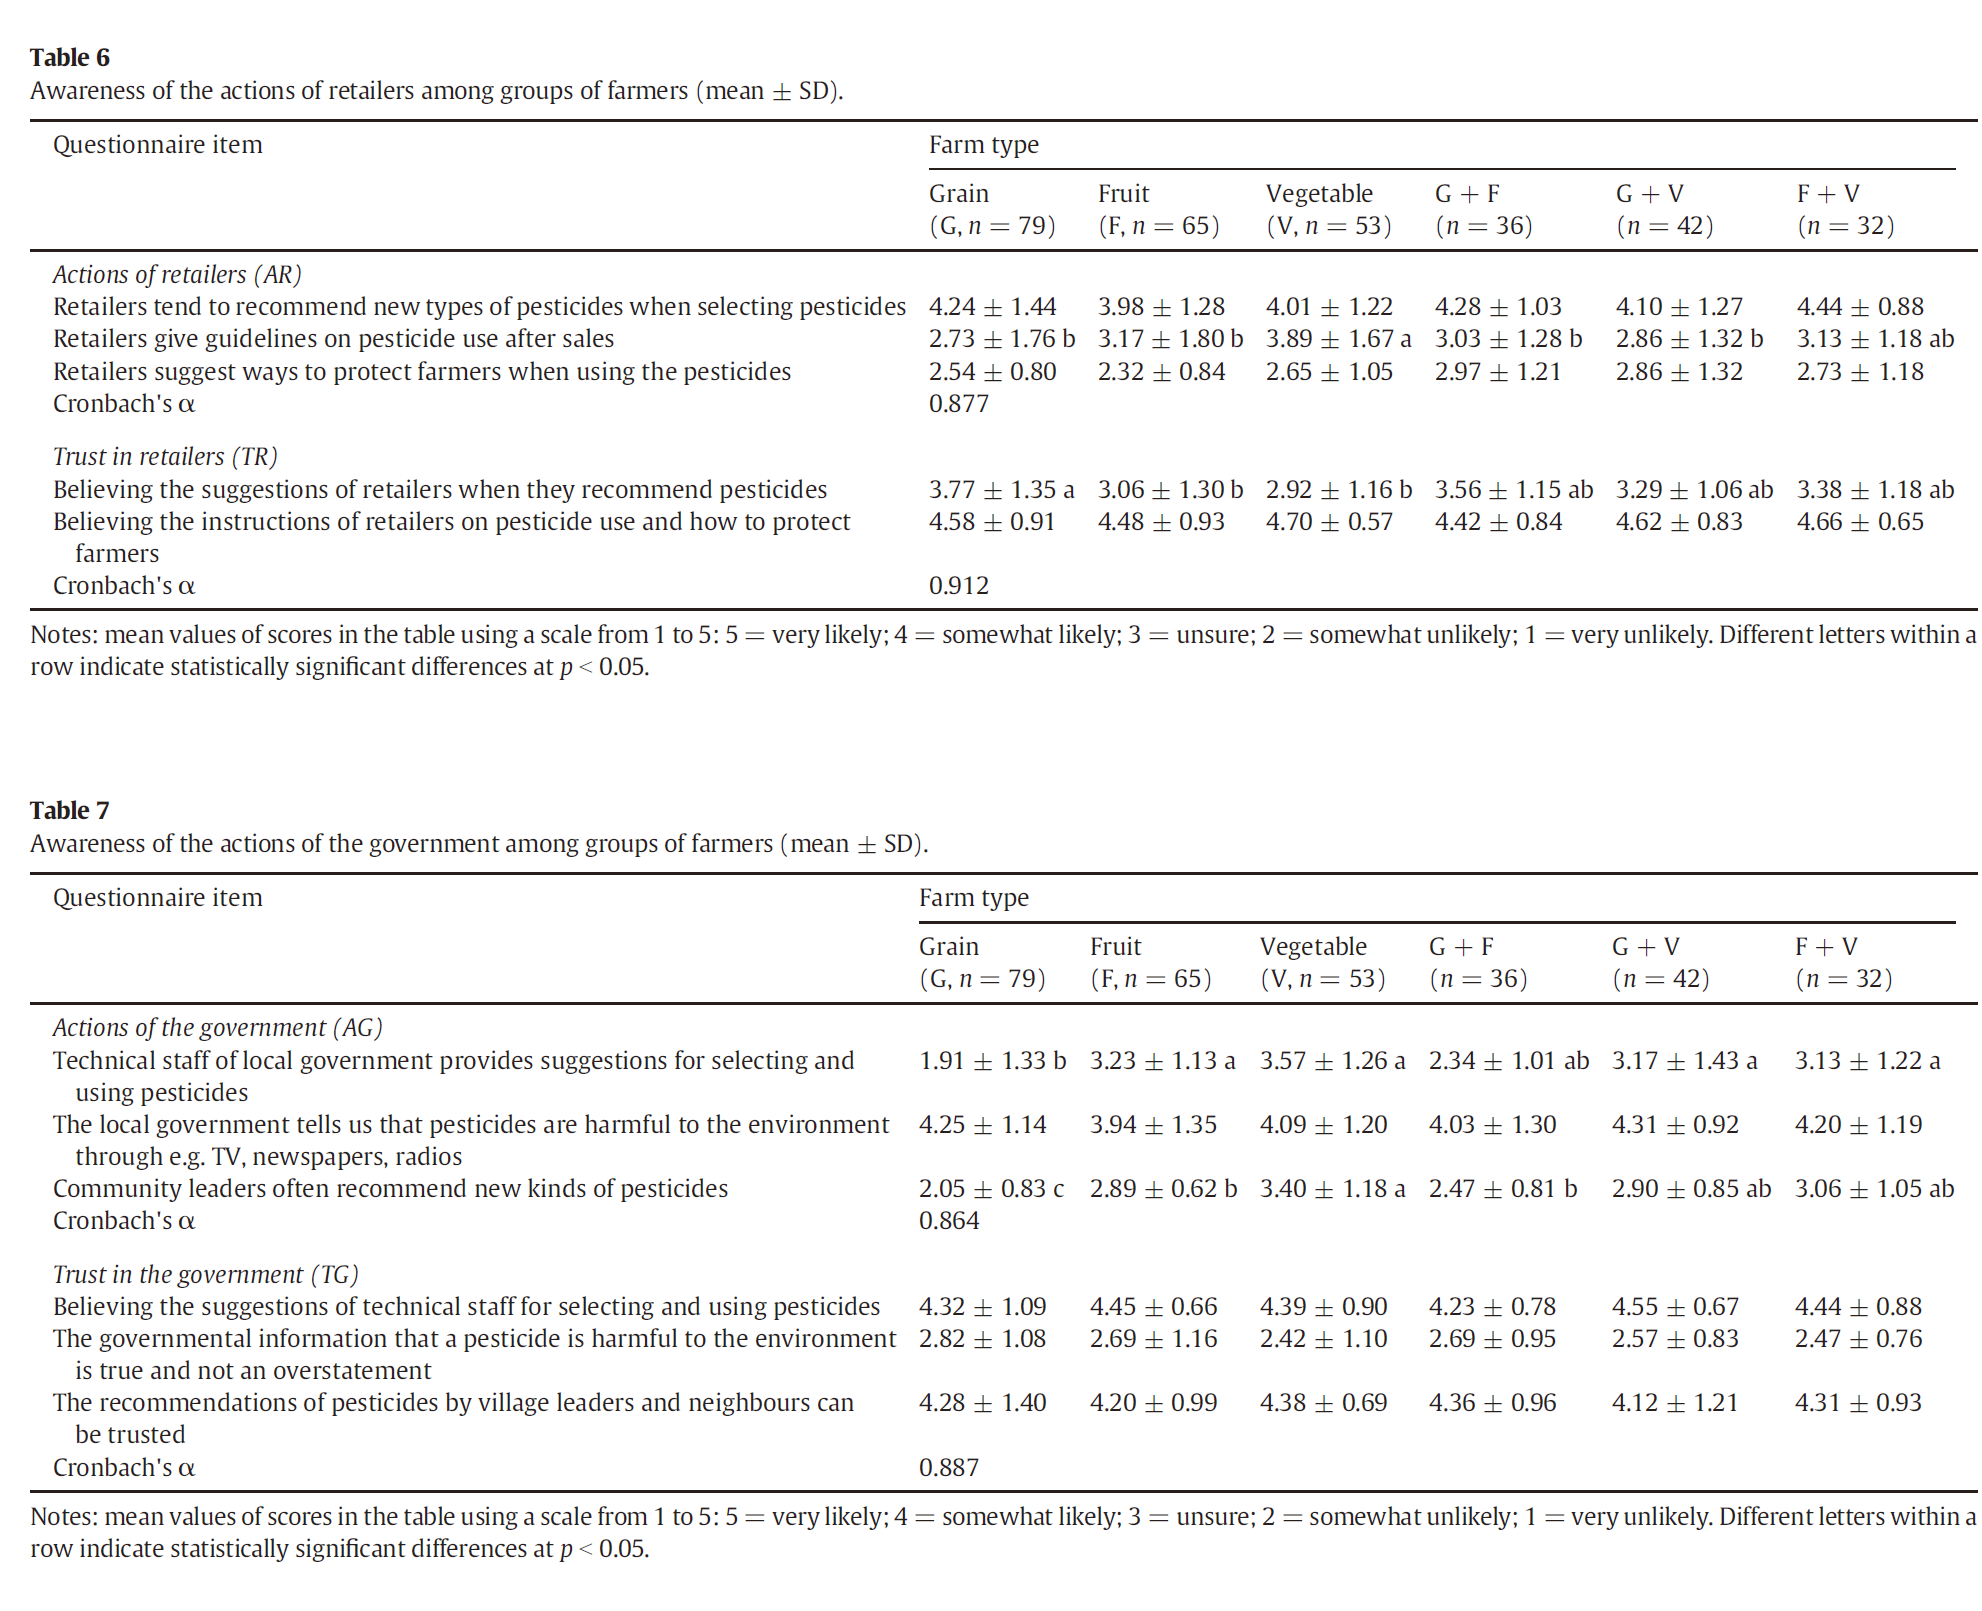 Table 6
Awareness of the actions of retailers among groups of farmers (mean ± SD).
Questionnaire item Farm type
Grain Fruit Vegetable G + F G + V F + V
(G, n = 79) (F, n = 65) (V, n = 53) (n = 36) (n = 42) (n = 32)
Actions of retailers (AR)
Retailers tend to recommend new types of pesticides when selecting pesticides 4.24 ± 1.44 3.98 ± 1.28 4.01 ± 1.22 4.28 ± 1.03 4.10 ± 1.27 4.44 ± 0.88
Retailers give guidelines on pesticide use after sales 2.73 ± 1.76 b 3.17 ± 1.80 b 3.89 ± 1.67 a 3.03 ± 1.28 b 2.86 ± 1.32 b 3.13 ± 1.18 ab
Retailers suggest ways to protect farmers when using the pesticides 2.54 ± 0.80 2.32 ± 0.84 2.65 ± 1.05 2.97 ± 1.21 2.86 ± 1.32 2.73 ± 1.18
Cronbach's α 0.877
Trust in retailers (TR)
Believing the suggestions of retailers when they recommend pesticides 3.77 ± 1.35 a 3.06 ± 1.30 b 2.92 ± 1.16 b 3.56 ± 1.15 ab 3.29 ± 1.06 ab 3.38 ± 1.18 ab
Believing the instructions of retailers on pesticide use and how to protect 4.58 ± 0.91 4.48 ± 0.93 4.70 ± 0.57 4.42 ± 0.84 4.62 ± 0.83 4.66 ± 0.65
farmers
Cronbach's α 0.912
Notes: mean values of scores in the table using a scale from 1 to 5: 5 = very likely; 4 = somewhat likely; 3 = unsure; 2 = somewhat unlikely; 1 = very unlikely. Different letters within a
row indicate statistically significant differences at p < 0.05.
Table 7
Awareness of the actions of the government among groups of farmers (mean ± SD).
Questionnaire item Farm type
Grain Fruit Vegetable G + F G + V F + V
(G, n = 79) (F, n = 65) (V, n = 53) (n = 36) (n = 42) (n = 32)
Actions of the government (AG)
Technical staff of local government provides suggestions for selecting and 1.91 ± 1.33 b 3.23 ± 1.13 a 3.57 ± 1.26 a 2.34 ± 1.01 ab 3.17 ± 1.43 a 3.13 ± 1.22 a
using pesticides
The local government tells us that pesticides are harmful to the environment 4.25 ± 1.14 3.94 ± 1.35 4.09 ± 1.20 4.03 ± 1.30 4.31 ± 0.92 4.20 ± 1.19
through e.g. TV, newspapers, radios
Community leaders often recommend new kinds of pesticides 2.05 ± 0.83 c 2.89 ± 0.62 b 3.40 ± 1.18 a 2.47 ± 0.81 b 2.90 ± 0.85 ab 3.06 ± 1.05 ab
Cronbach's α 0.864
Trust in the government (TG)
Believing the suggestions of technical staff for selecting and using pesticides 4.32 ± 1.09 4.45 ± 0.66 4.39 ± 0.90 4.23 ± 0.78 4.55 ± 0.67 4.44 ± 0.88
The governmental information that a pesticide is harmful to the environment 2.82 ± 1.08 2.69 ± 1.16 2.42 ± 1.10 2.69 ± 0.95 2.57 ± 0.83 2.47 ± 0.76
is true and not an overstatement
The recommendations of pesticides by village leaders and neighbours can 4.28 ± 1.40 4.20 ± 0.99 4.38 ± 0.69 4.36 ± 0.96 4.12 ± 1.21 4.31 ± 0.93
be trusted
Cronbach's α 0.887
Notes: mean values of scores in the table using a scale from 1 to 5: 5 = very likely; 4 = somewhat likely; 3 = unsure; 2 = somewhat unlikely; 1 = very unlikely. Different letters within a
row indicate statistically significant differences at p < 0.05.